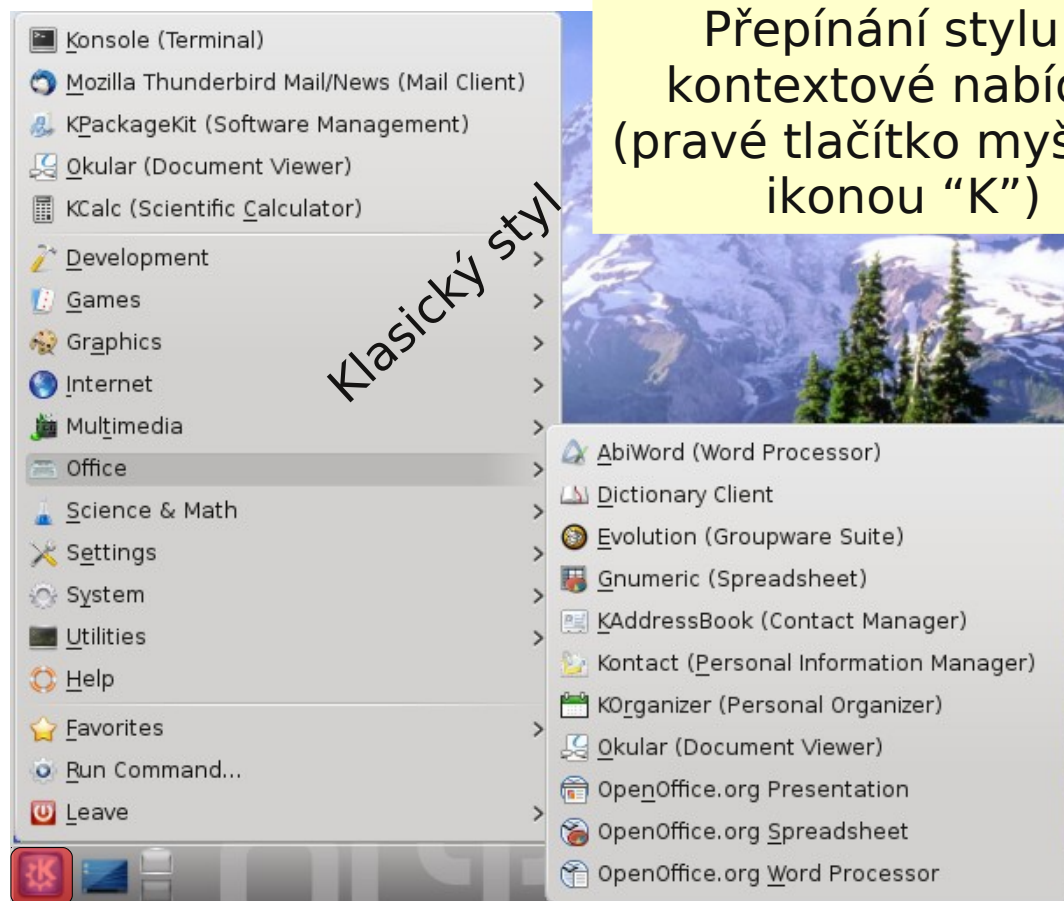 Konsole (Terminal)
Mozilla Thunderbird Mail/News (Mail Client)
KPackageKit (Software Management)
Okular (Document Viewer)
KCalc (Scientific Calculator)
Development
Games
Graphics
Internet
Multimedia
Office
Science & Math
Settings
System
Utilities
Help
Favorites
Run Command...
Leave
Klasický styl
Přepínání stylu
kontextové
(pravé tlačítko
ikonou “K”)
AbiWord (Word Processor)
Dictionary Client
Evolution (Groupware Suite)
Gnumeric (Spreadsheet)
KAddressBook (Contact Manager)
Kontact (Personal Information Manager)
KOrganizer (Personal Organizer)
Okular (Document Viewer)
OpenOffice.org Presentation
OpenOffice.org Spreadsheet
OpenOffice.org Word Processor